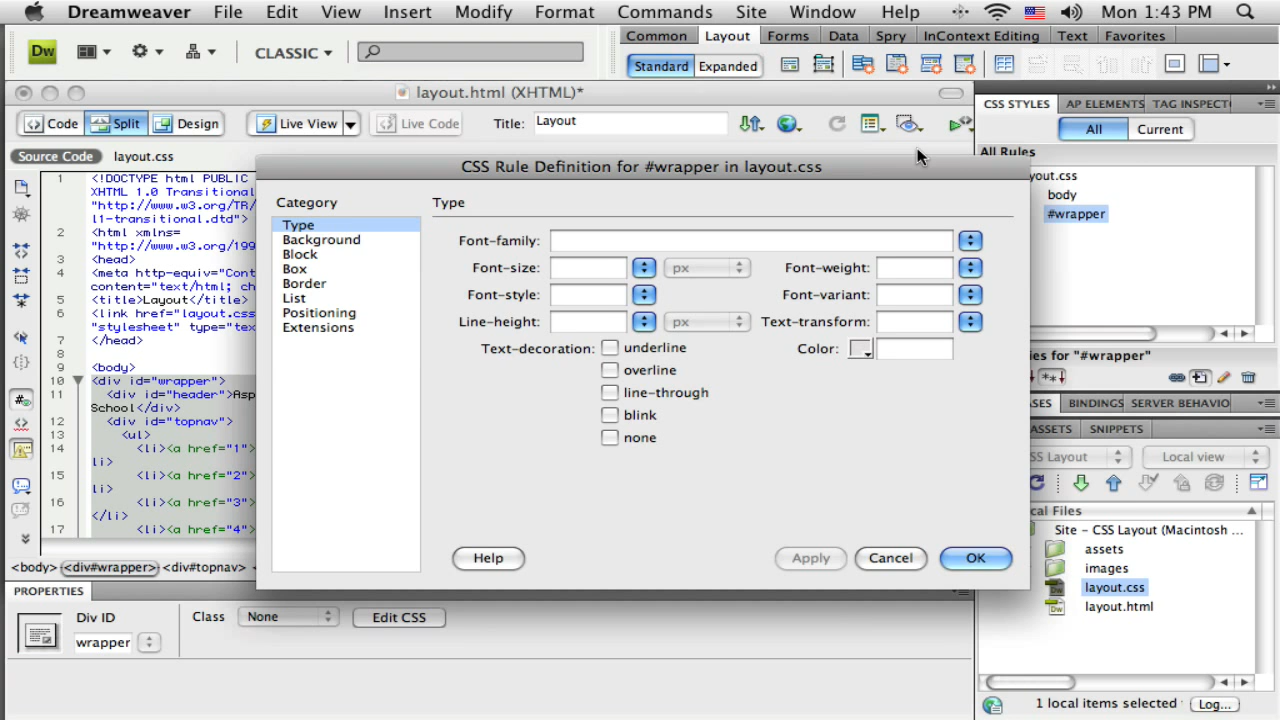 Dreamweaver File Edit View Insert Modify Format Commands Site Window Help Mon 1:43 PM
Dw CLASSIC
Common Layout Forms Data Spry InContext Editing Text Favorites
Standard Expanded
layout.html (XHTML)*
Code Split Design Live View Live Code Title: Layout
Source Code layout.css
CSS STYLES AP ELEMENTS TAG INSPECT
All Current
All Rules
yout.css
body
#wrapper
1 <!DOCTYPE html PUBLIC
XHTML 1.0 Transitional
"http://www.w3.org/TR/
l1-transitional.dtd">
2 <html xmlns=
"http://www.w3.org/199
3 <head>
4 <meta http-equiv="Cont
content="text/html; ch
5 <title>Layout</title>
6 <link href="layout.css
"stylesheet" type="tex
7 </head>
8
9 <body>
10 <div id="wrapper">
11 <div id="header">Asp
School</div>
12 <div id="topnav">
13 <ul>
14 <li><a href="1"
li>
15 <li><a href="2"
li>
16 <li><a href="3"
</li>
17 <li><a href="4"
CSS Rule Definition for #wrapper in layout.css
Category
Type
Background
Block
Box
Border
List
Positioning
Extensions
Type
Font-family:
Font-size: px Font-weight:
Font-style: Font-variant:
Line-height: px Text-transform:
Text-decoration: underline Color:
overline
line-through
blink
none
Help Apply Cancel OK
ies for "#wrapper"
**
ASES BINDINGS SERVER BEHAVIO
ASSETS SNIPPETS
SS Layout Local view
cal Files
Site - CSS Layout (Macintosh ...
assets
images
layout.css
layout.html
<body> <div#wrapper> <div#topnav>
PROPERTIES
Div ID
wrapper
Class None Edit CSS
1 local items selected Log...